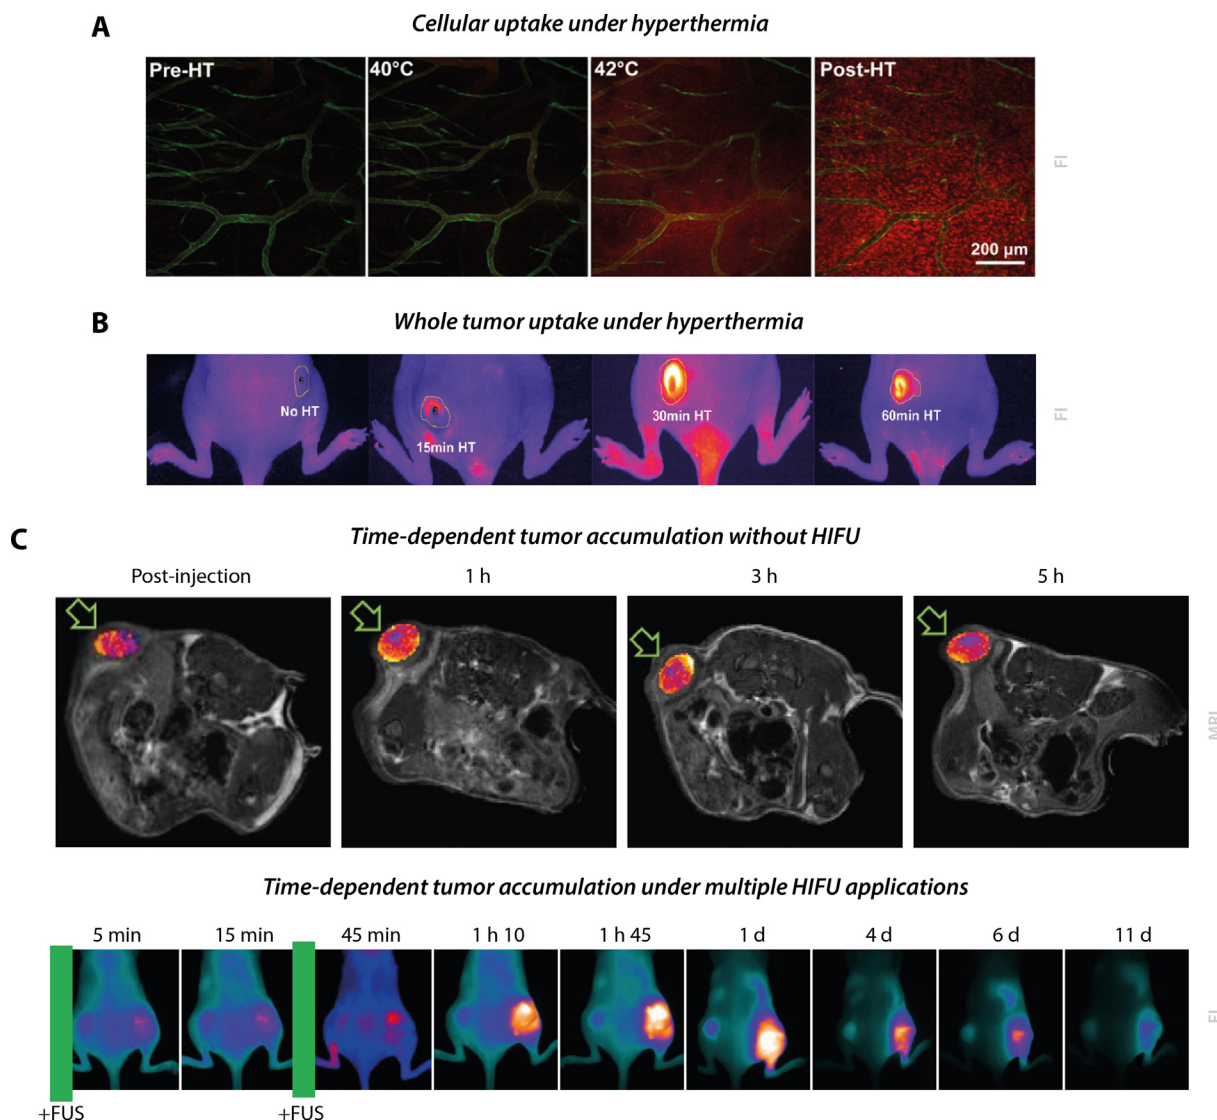 A
Cellular uptake under hyperthermia
Pre-HT
40°C
42°C
Post-HT
200 µm
FI
B
Whole tumor uptake under hyperthermia
No HT
15min HT
30min HT
60min HT
FI
C
Time-dependent tumor accumulation without HIFU
Post-injection
1 h
3 h
5 h
MRI
Time-dependent tumor accumulation under multiple HIFU applications
5 min
15 min
45 min
1 h 10
1 h 45
1 d
4 d
6 d
11 d
FI
+FUS
+FUS